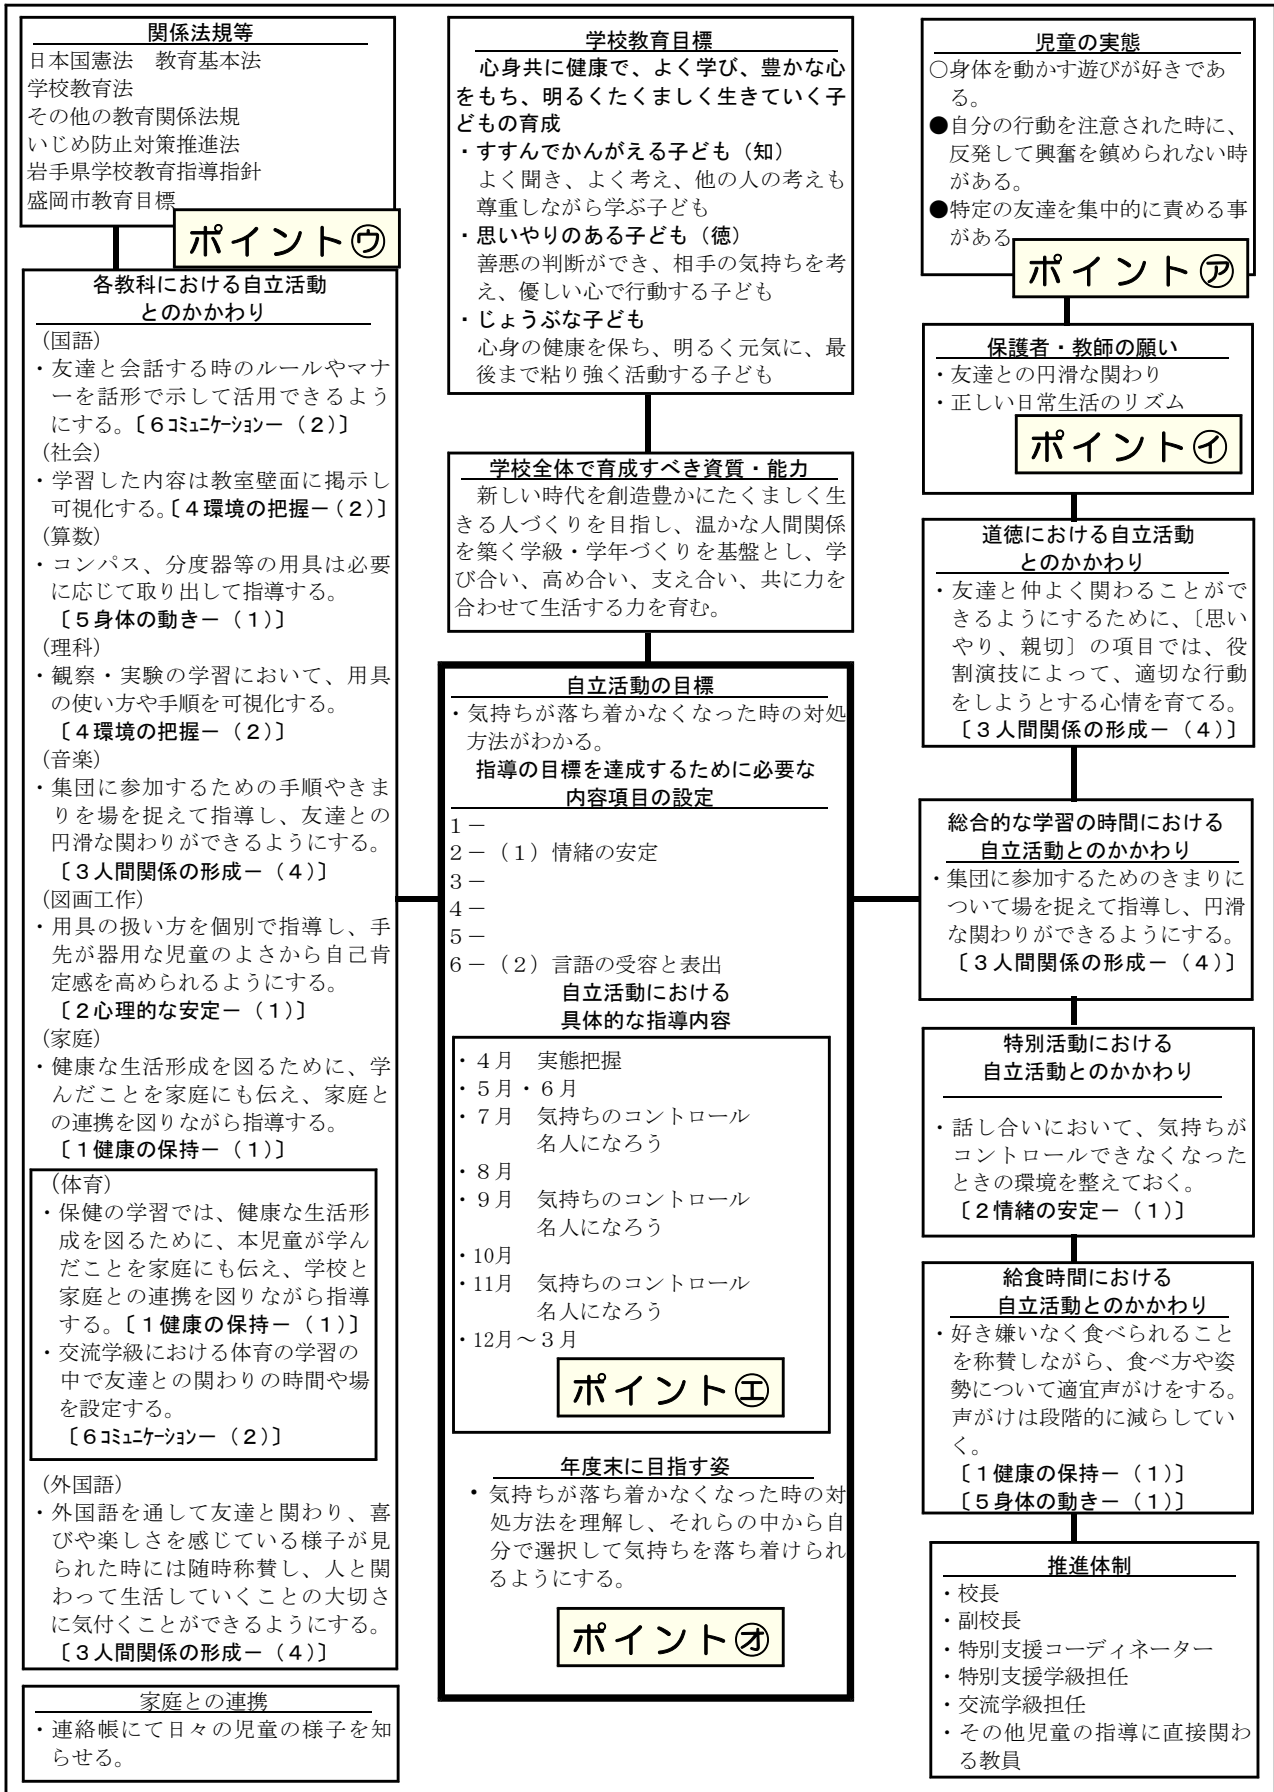 関係法規等
日本国憲法　教育基本法
学校教育法
その他の教育関係法規
いじめ防止対策推進法
岩手県学校教育指導指針
盛岡市教育目標
ポイント㋒
各教科における自立活動
とのかかわり
（国語）
・友達と会話する時のルールやマナ
ーを話形で示して活用できるよう
にする。〔６ｺﾐｭﾆｹｰｼｮﾝー（２）〕
（社会）
・学習した内容は教室壁面に掲示し
可視化する。〔４環境の把握ー（２）〕
（算数）
・コンパス、分度器等の用具は必要
に応じて取り出して指導する。
〔５身体の動きー（１）〕
（理科）
・観察・実験の学習において、用具
の使い方や手順を可視化する。
〔４環境の把握ー（２）〕
（音楽）
・集団に参加するための手順やきま
りを場を捉えて指導し、友達との
円滑な関わりができるようにする。
〔３人間関係の形成ー（４）〕
（図画工作）
・用具の扱い方を個別で指導し、手
先が器用な児童のよさから自己肯
定感を高められるようにする。
〔２心理的な安定ー（１）〕
（家庭）
・健康な生活形成を図るために、学
んだことを家庭にも伝え、家庭と
の連携を図りながら指導する。
〔１健康の保持ー（１）〕
（体育）
・保健の学習では、健康な生活形
成を図るために、本児童が学ん
だことを家庭にも伝え、学校と
家庭との連携を図りながら指導
する。〔１健康の保持ー（１）〕
・交流学級における体育の学習の
中で友達との関わりの時間や場
を設定する。
〔６ｺﾐｭﾆｹｰｼｮﾝー（２）〕
（外国語）
・外国語を通して友達と関わり、喜
びや楽しさを感じている様子が見
られた時には随時称賛し、人と関
わって生活していくことの大切さ
に気付くことができるようにする。
〔３人間関係の形成ー（４）〕
家庭との連携
・連絡帳にて日々の児童の様子を知
らせる。
学校教育目標
心身共に健康で、よく学び、豊かな心
をもち、明るくたくましく生きていく子
どもの育成
・すすんでかんがえる子ども（知）
よく聞き、よく考え、他の人の考えも
尊重しながら学ぶ子ども
・思いやりのある子ども（徳）
善悪の判断ができ、相手の気持ちを考
え、優しい心で行動する子ども
・じょうぶな子ども
心身の健康を保ち、明るく元気に、最
後まで粘り強く活動する子ども
学校全体で育成すべき資質・能力
新しい時代を創造豊かにたくましく生
きる人づくりを目指し、温かな人間関係
を築く学級・学年づくりを基盤とし、学
び合い、高め合い、支え合い、共に力を
合わせて生活する力を育む。
自立活動の目標
・気持ちが落ち着かなくなった時の対処
方法がわかる。
指導の目標を達成するために必要な
内容項目の設定
１－
２－（１）情緒の安定
３－
４－
５－
６－（２）言語の受容と表出
自立活動における
具体的な指導内容
・４月　実態把握
・５月・６月
・７月　気持ちのコントロール
名人になろう
・８月
・９月　気持ちのコントロール
名人になろう
・10月
・11月　気持ちのコントロール
名人になろう
・12月～３月
ポイント㋓
年度末に目指す姿
・気持ちが落ち着かなくなった時の対
処方法を理解し、それらの中から自
分で選択して気持ちを落ち着けられ
るようにする。
ポイント㋔
児童の実態
○身体を動かす遊びが好きであ
る。
●自分の行動を注意された時に、
反発して興奮を鎮められない時
がある。
●特定の友達を集中的に責める事
がある
ポイント㋐
保護者・教師の願い
・友達との円滑な関わり
・正しい日常生活のリズム
ポイント㋑
道徳における自立活動
とのかかわり
・友達と仲よく関わることがで
きるようにするために、〔思い
やり、親切〕の項目では、役
割演技によって、適切な行動
をしようとする心情を育てる。
〔３人間関係の形成ー（４）〕
総合的な学習の時間における
自立活動とのかかわり
・集団に参加するためのきまりに
ついて場を捉えて指導し、円滑
な関わりができるようにする。
〔３人間関係の形成ー（４）〕
特別活動における
自立活動とのかかわり
・話し合いにおいて、気持ちが
コントロールできなくなった
ときの環境を整えておく。
〔２情緒の安定ー（１）〕
給食時間における
自立活動とのかかわり
・好き嫌いなく食べられること
を称賛しながら、食べ方や姿
勢について適宜声がけをする。
声がけは段階的に減らしてい
く。
〔１健康の保持ー（１）〕
〔５身体の動きー（１）〕
推進体制
・校長
・副校長
・特別支援コーディネーター
・特別支援学級担任
・交流学級担任
・その他児童の指導に直接関わ
る教員